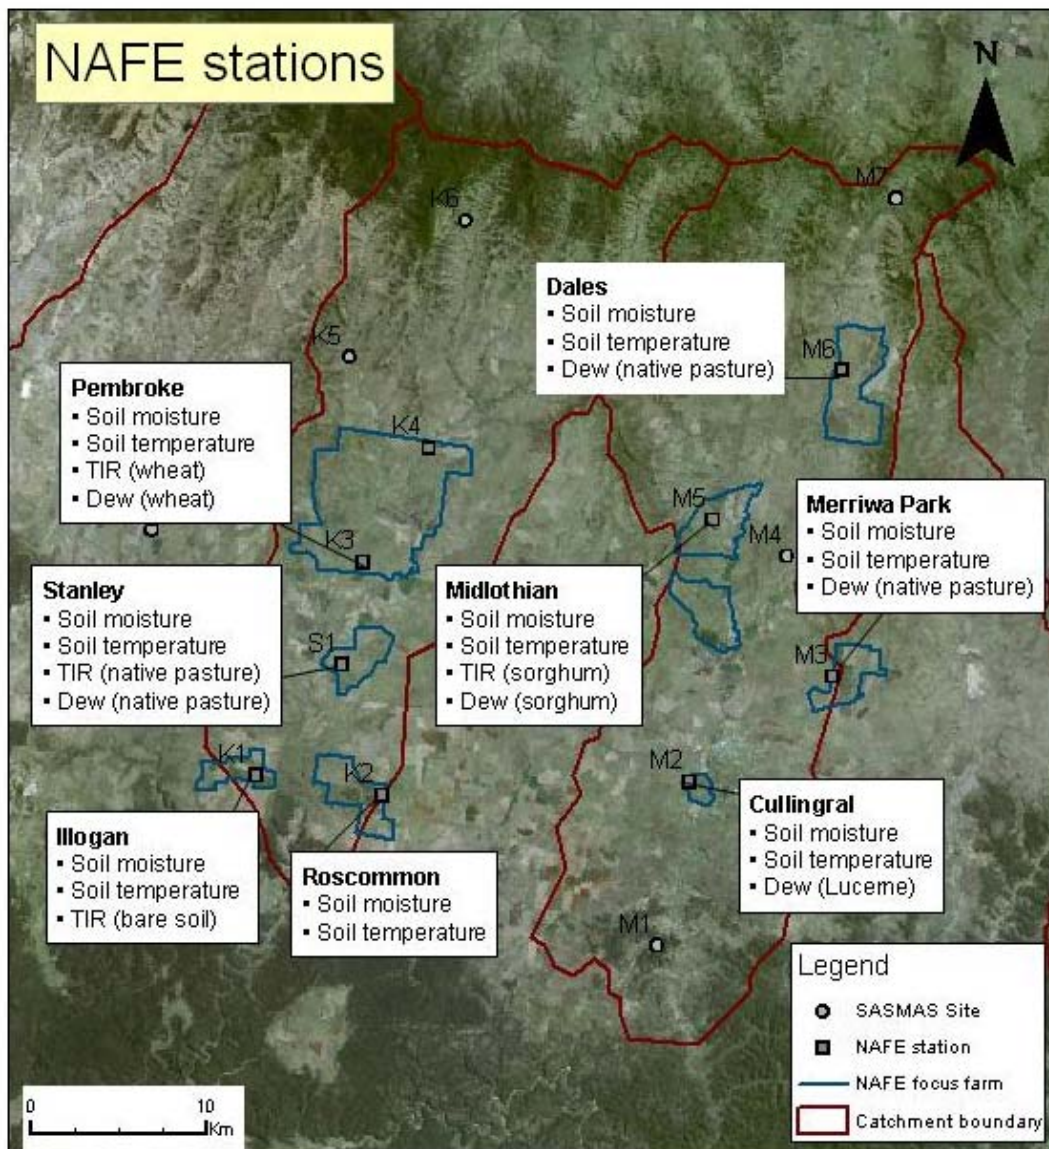 NAFE stations
N
M7
K6
Dales
▪ Soil moisture
▪ Soil temperature
▪ Dew (native pasture)
K5
M6
Pembroke
▪ Soil moisture
▪ Soil temperature
▪ TIR (wheat)
▪ Dew (wheat)
K4
M5
M4
Merriwa Park
▪ Soil moisture
▪ Soil temperature
▪ Dew (native pasture)
K3
Stanley
▪ Soil moisture
▪ Soil temperature
▪ TIR (native pasture)
▪ Dew (native pasture)
S1
Midlothian
▪ Soil moisture
▪ Soil temperature
▪ TIR (sorghum)
▪ Dew (sorghum)
M3
K1
K2
M2
Illogan
▪ Soil moisture
▪ Soil temperature
▪ TIR (bare soil)
Roscommon
▪ Soil moisture
▪ Soil temperature
Cullingral
▪ Soil moisture
▪ Soil temperature
▪ Dew (Lucerne)
M1
Legend
SASMAS Site
NAFE station
NAFE focus farm
Catchment boundary
0 10
Km